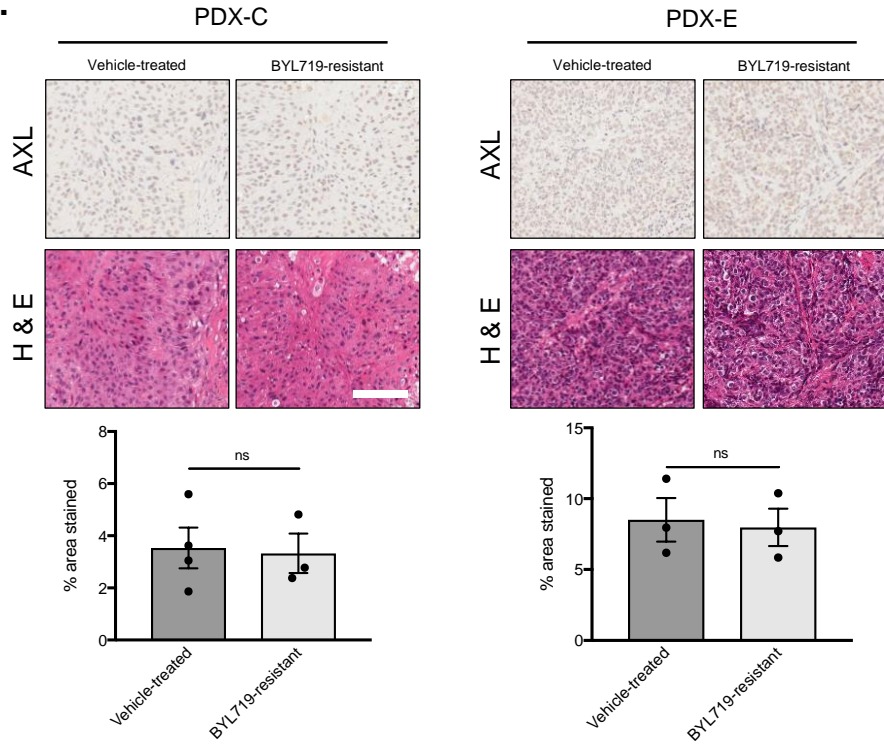 PDX-C
Vehicle-treated
BYL719-resistant
AXL
H & E
8
6
4
2
0
% area stained
ns
Vehicle-treated
BYL719-resistant
PDX-E
Vehicle-treated
BYL719-resistant
AXL
H & E
15
10
5
0
% area stained
ns
Vehicle-treated
BYL719-resistant